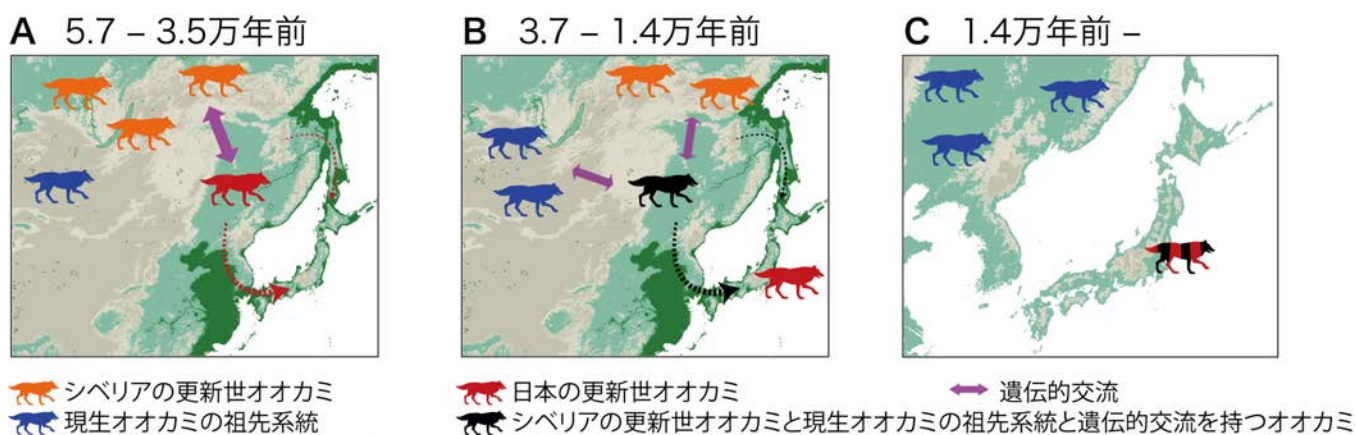 A 5.7 – 3.5万年前
B 3.7 – 1.4万年前
C 1.4万年前 –
シベリアの更新世オオカミ
日本の更新世オオカミ
遺伝的交流
現生オオカミの祖先系統
シベリアの更新世オオカミと現生オオカミの祖先系統と遺伝的交流を持つオオカミ